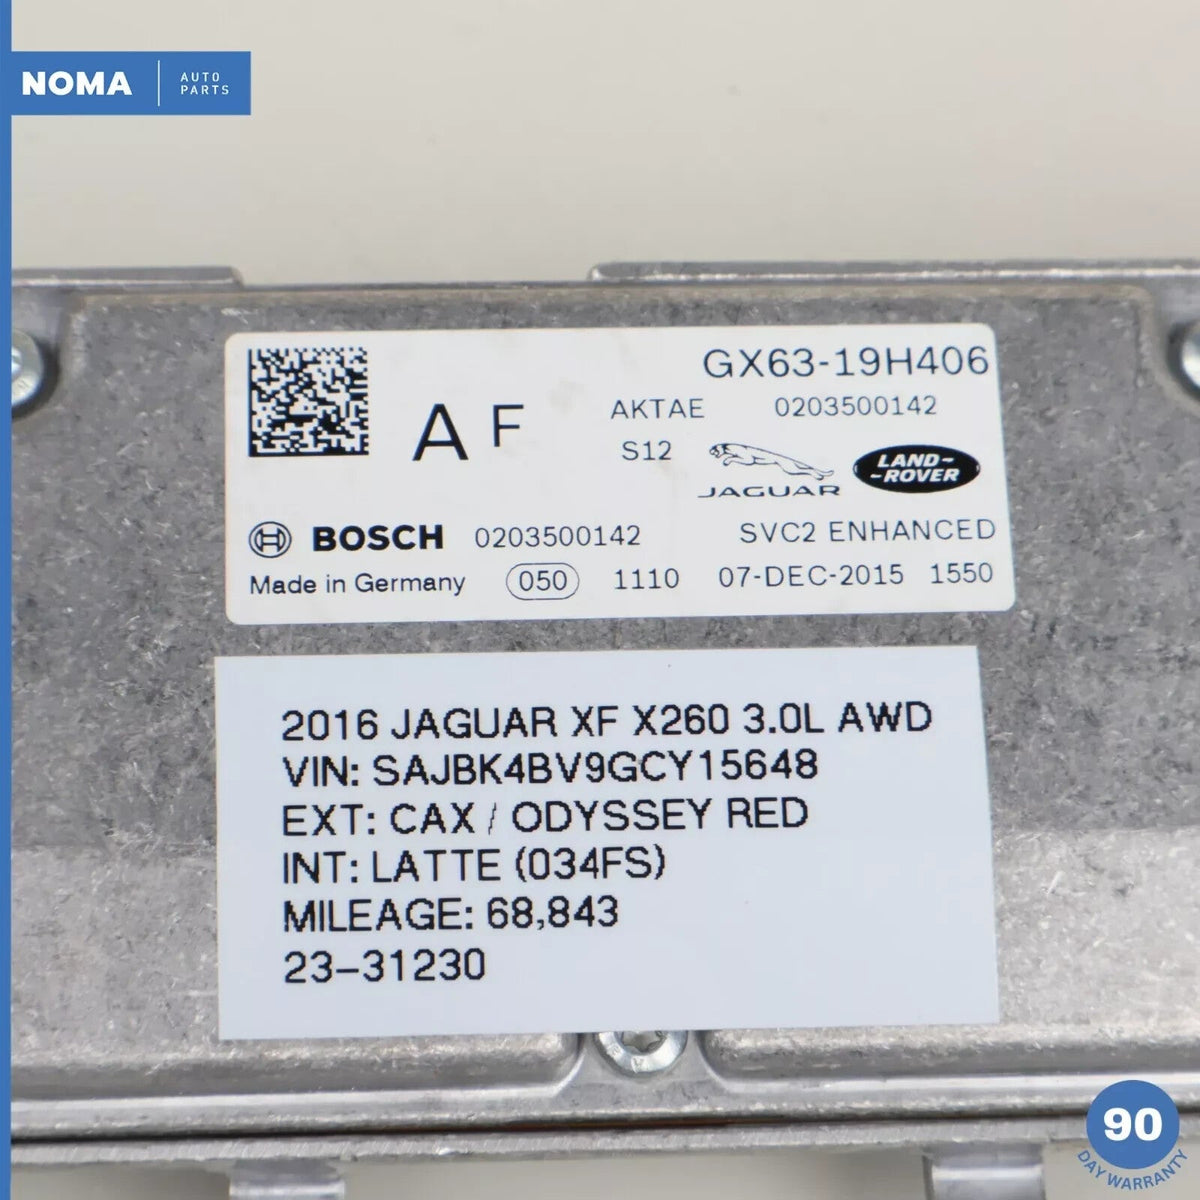 NOMA AUTO PARTS
GX63-19H406
AF AKTAE 0203500142
S12 JAGUAR LAND-ROVER
BOSCH 0203500142 SVC2 ENHANCED
Made in Germany 050 1110 07-DEC-2015 1550
2016 JAGUAR XF X260 3.0L AWD
VIN: SAJBK4BV9GCY15648
EXT: CAX / ODYSSEY RED
INT: LATTE (034FS)
MILEAGE: 68,843
23-31230
90
DAY WARRANTY